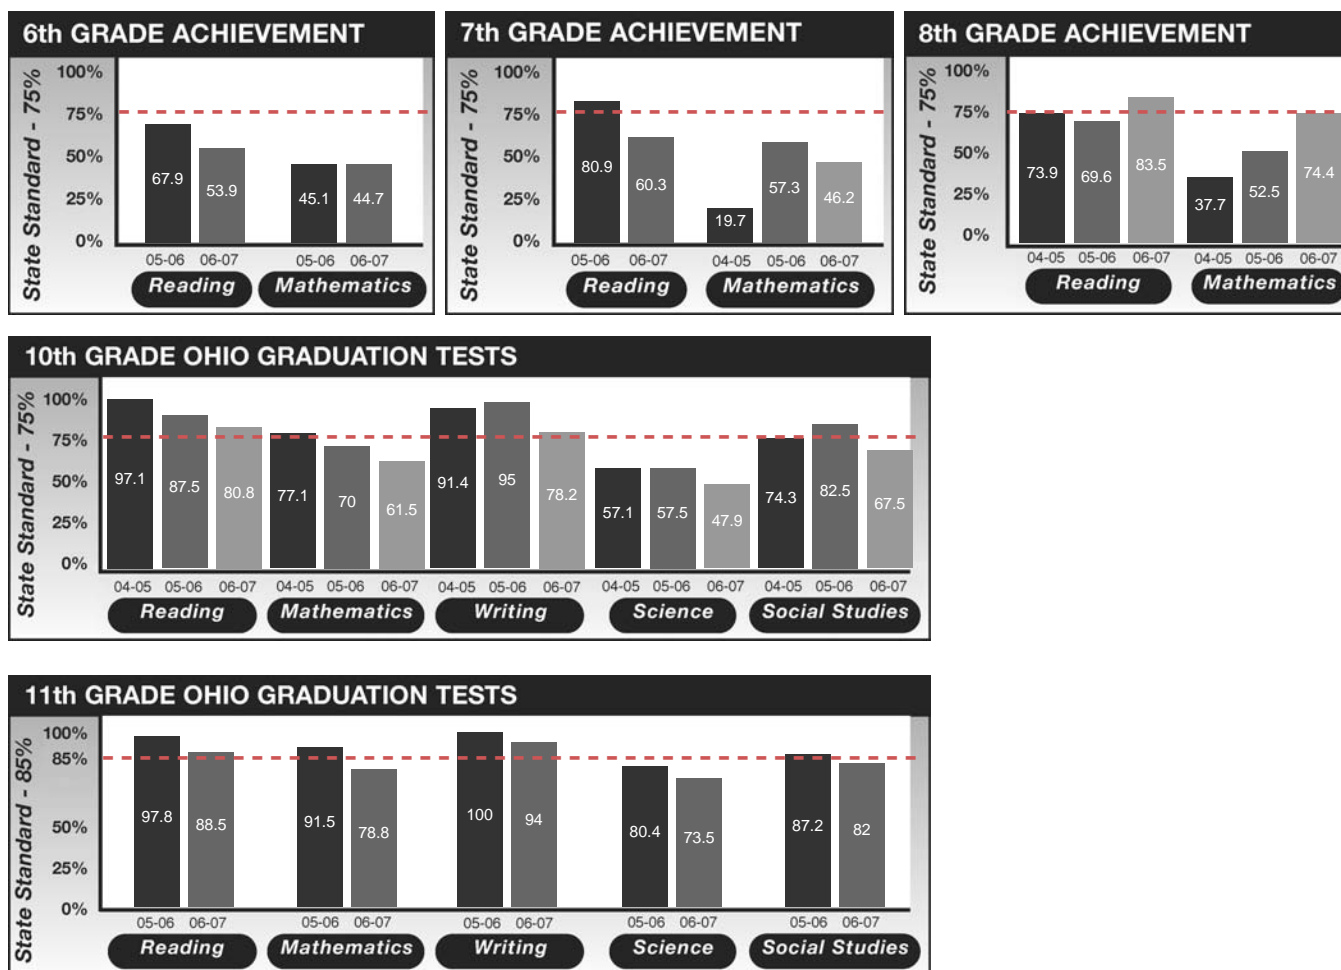 6th GRADE ACHIEVEMENT
State Standard - 75%
100%
75%
50%
25%
0%
67.9 53.9 45.1 44.7
05-06 06-07 05-06 06-07
Reading Mathematics
7th GRADE ACHIEVEMENT
State Standard - 75%
100%
75%
50%
25%
0%
80.9 60.3 19.7 57.3 46.2
05-06 06-07 04-05 05-06 06-07
Reading Mathematics
8th GRADE ACHIEVEMENT
State Standard - 75%
100%
75%
50%
25%
0%
73.9 69.6 83.5 37.7 52.5 74.4
04-05 05-06 06-07 04-05 05-06 06-07
Reading Mathematics
10th GRADE OHIO GRADUATION TESTS
State Standard - 75%
100%
75%
50%
25%
0%
97.1 87.5 80.8 77.1 70 61.5 91.4 95 78.2 57.1 57.5 47.9 74.3 82.5 67.5
04-05 05-06 06-07 04-05 05-06 06-07 04-05 05-06 06-07 04-05 05-06 06-07 04-05 05-06 06-07
Reading Mathematics Writing Science Social Studies
11th GRADE OHIO GRADUATION TESTS
State Standard - 85%
100%
85%
50%
25%
0%
97.8 88.5 91.5 78.8 100 94 80.4 73.5 87.2 82
05-06 06-07 05-06 06-07 05-06 06-07 05-06 06-07 05-06 06-07
Reading Mathematics Writing Science Social Studies